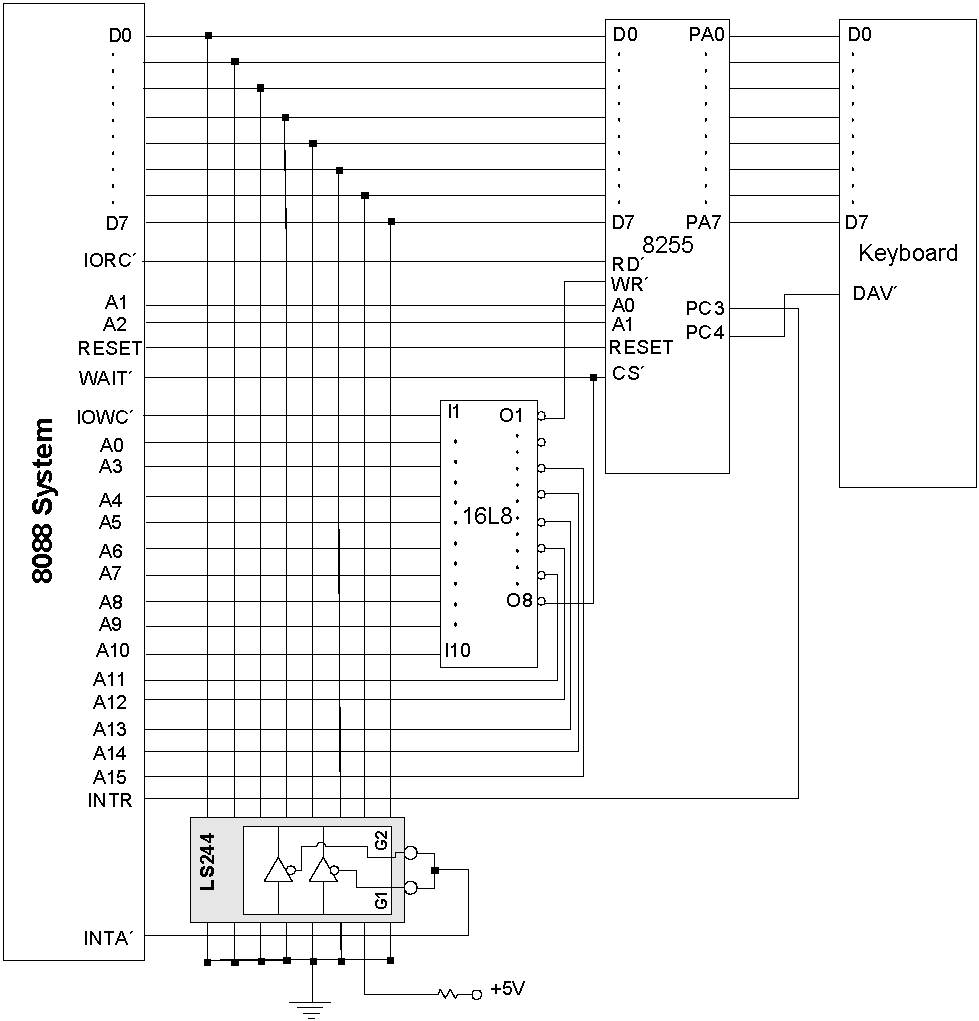 D0
D7
IORC´
A1
A2
RESET
WAIT´
IOWC´
A0
A3
A4
A5
A6
A7
A8
A9
A10
A11
A12
A13
A14
A15
INTR
INTA´
8088 System
D0 PA0
D7 PA7
8255
RD´
WR´
A0
A1
RESET
CS´
PC3
PC4
D0
D7
Keyboard
DAV´
I1 O1
16L8
O8
I10
LS244
G2
G1
+5V